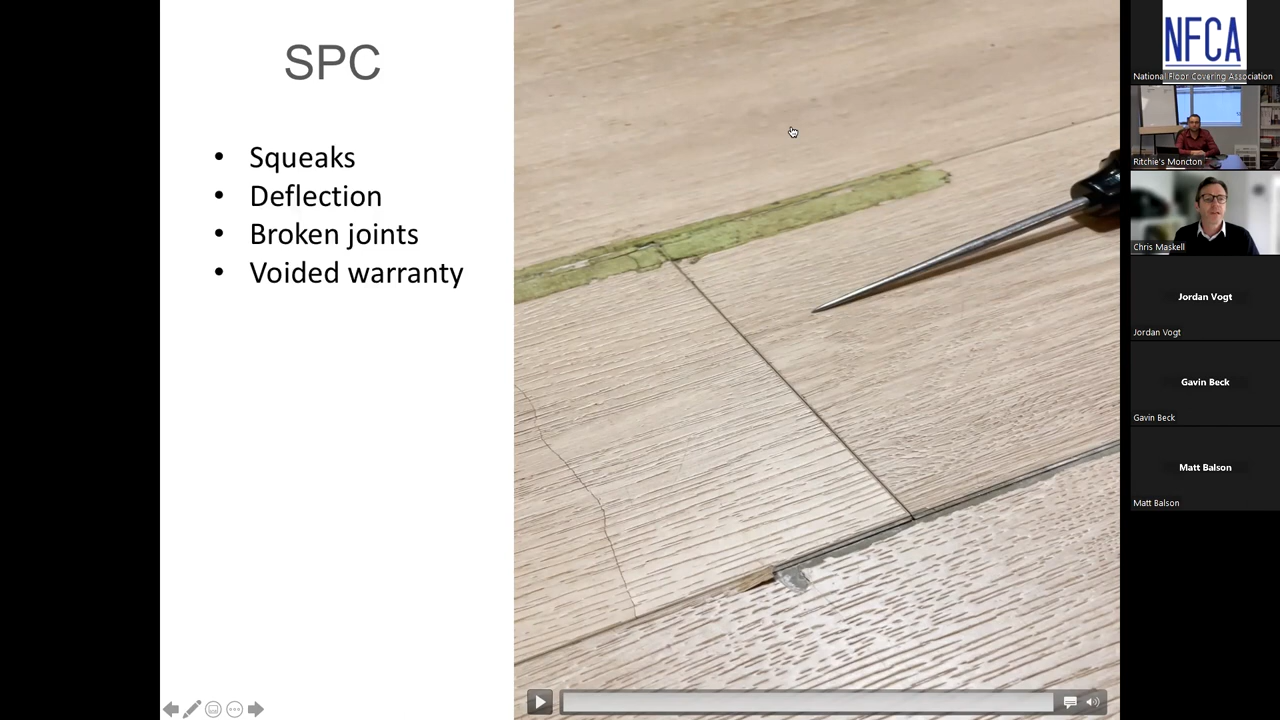 SPC
• Squeaks
• Deflection
• Broken joints
• Voided warranty
NFCA
National Floor Covering Association
Ritchie's Moncton
Chris Maskell
Jordan Vogt
Jordan Vogt
Gavin Beck
Gavin Beck
Matt Balson
Matt Balson